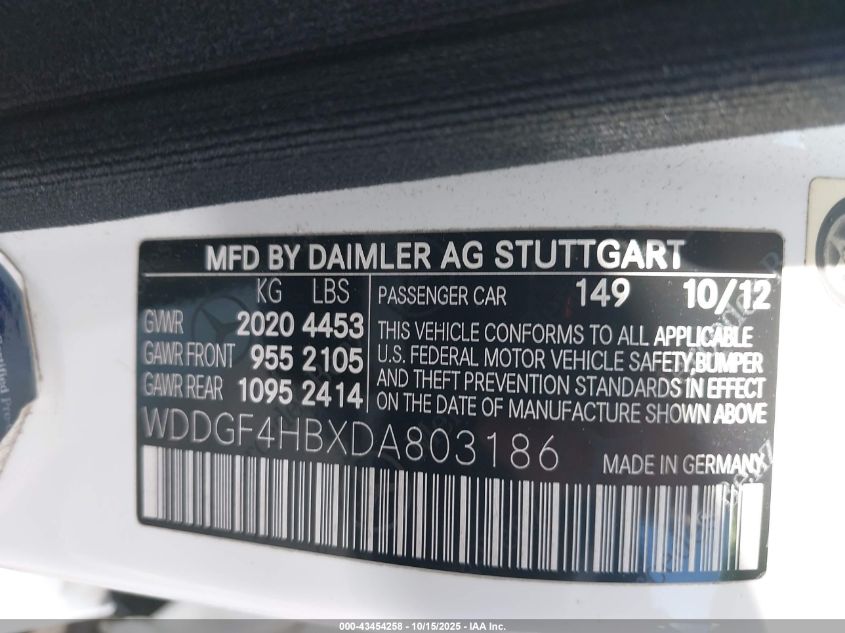 MFD BY DAIMLER AG STUTTGART
KG LBS
GVWR 2020 4453
GAWR FRONT 955 2105
GAWR REAR 1095 2414
PASSENGER CAR 149 10/12
THIS VEHICLE CONFORMS TO ALL APPLICABLE
U.S. FEDERAL MOTOR VEHICLE SAFETY,BUMPER
AND THEFT PREVENTION STANDARDS IN EFFECT
ON THE DATE OF MANUFACTURE SHOWN ABOVE.
WDDGF4HBXDA803186
MADE IN GERMANY
000-43454258 - 10/15/2025 - IAA Inc.